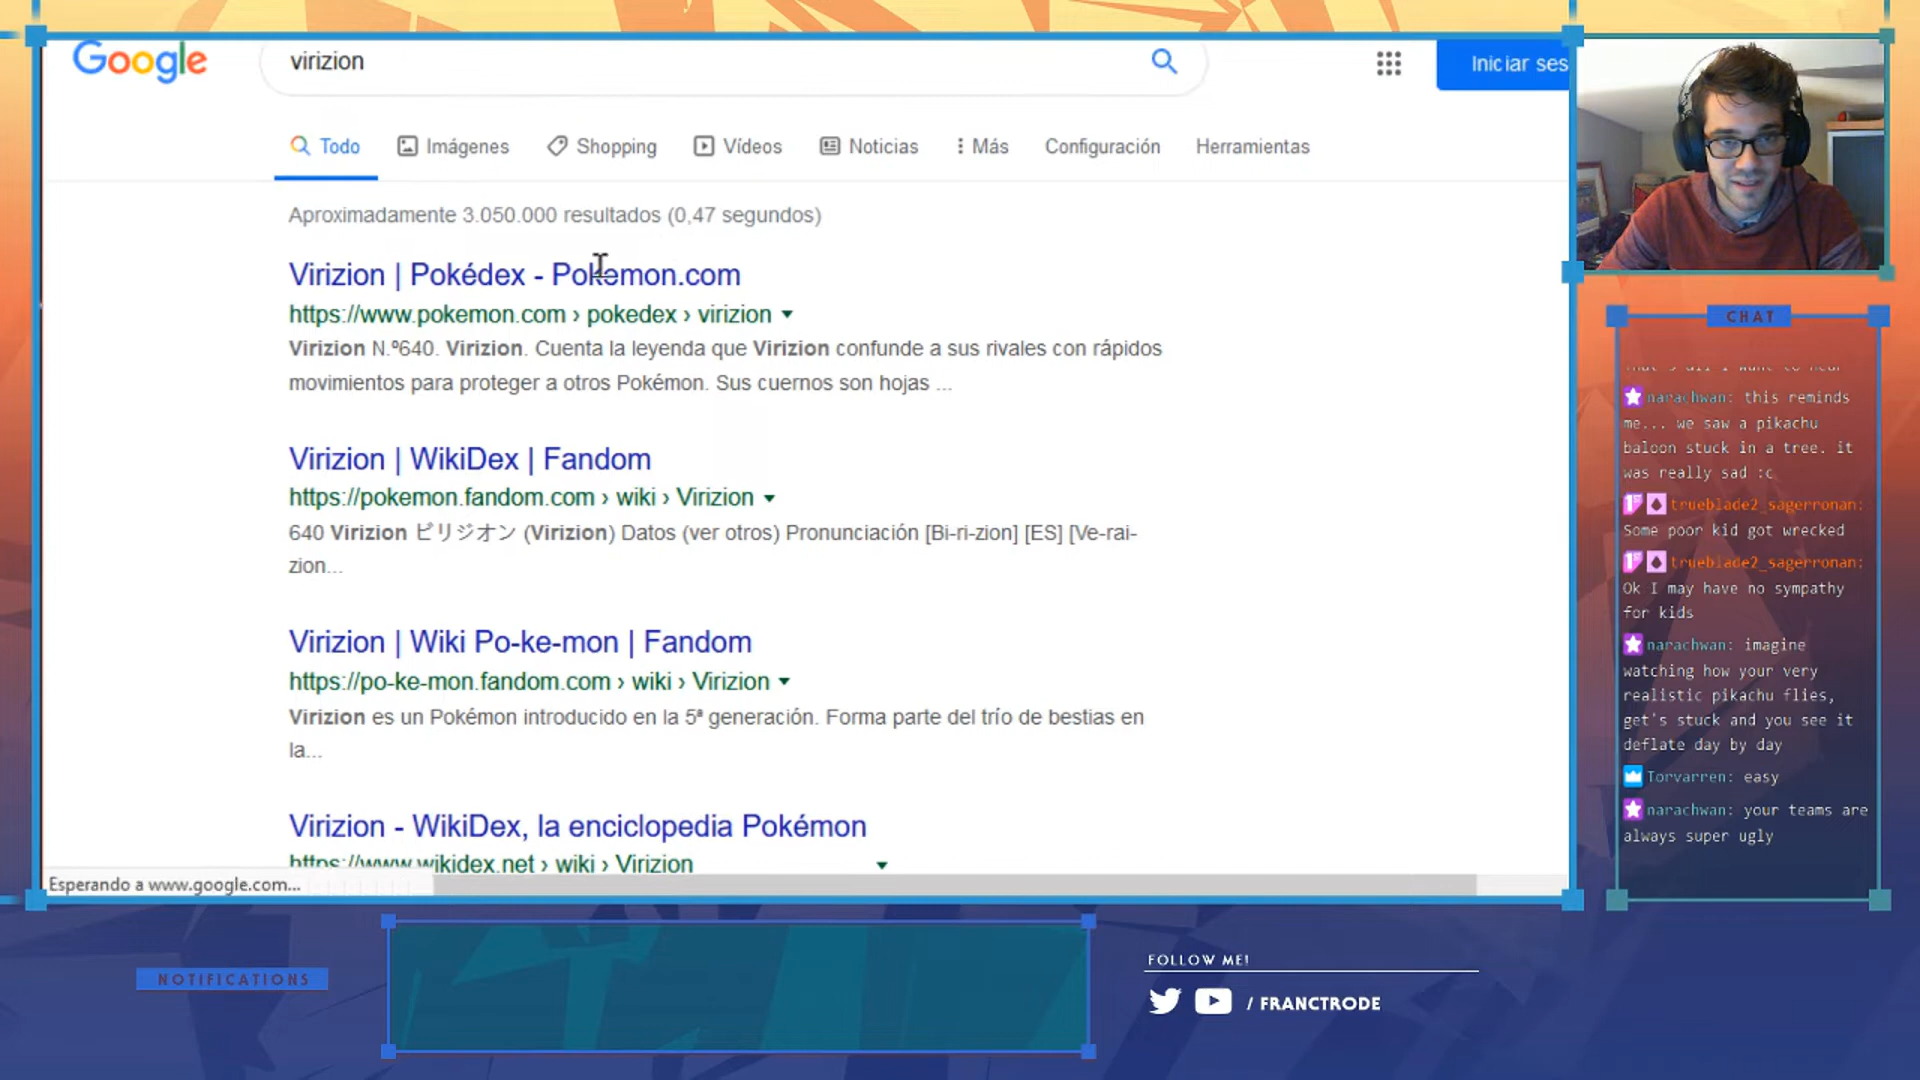 Google
virizion
Iniciar ses
Todo
Imágenes
Shopping
Vídeos
Noticias
Más
Configuración
Herramientas
Aproximadamente 3.050.000 resultados (0,47 segundos)
Virizion | Pokédex - Pokemon.com
https://www.pokemon.com › pokedex › virizion
Virizion N.º640. Virizion. Cuenta la leyenda que Virizion confunde a sus rivales con rápidos
movimientos para proteger a otros Pokémon. Sus cuernos son hojas ...
Virizion | WikiDex | Fandom
https://pokemon.fandom.com › wiki › Virizion
640 Virizion ビリジオン (Virizion) Datos (ver otros) Pronunciación [Bi-ri-zion] [ES] [Ve-rai-
zion...
Virizion | Wiki Po-ke-mon | Fandom
https://po-ke-mon.fandom.com › wiki › Virizion
Virizion es un Pokémon introducido en la 5ª generación. Forma parte del trío de bestias en
la...
Virizion - WikiDex, la enciclopedia Pokémon
https://www.wikidex.net › wiki › Virizion
Esperando a www.google.com...
CHAT
That's all I want to hear
narachwan: this reminds
me... we saw a pikachu
baloon stuck in a tree. it
was really sad :c
trueblade2_sagerronan:
Some poor kid got wrecked
trueblade2_sagerronan:
Ok I may have no sympathy
for kids
narachwan: imagine
watching how your very
realistic pikachu flies,
get's stuck and you see it
deflate day by day
Torvarren: easy
narachwan: your teams are
always super ugly
NOTIFICATIONS
FOLLOW ME!
/ FRANCTRODE